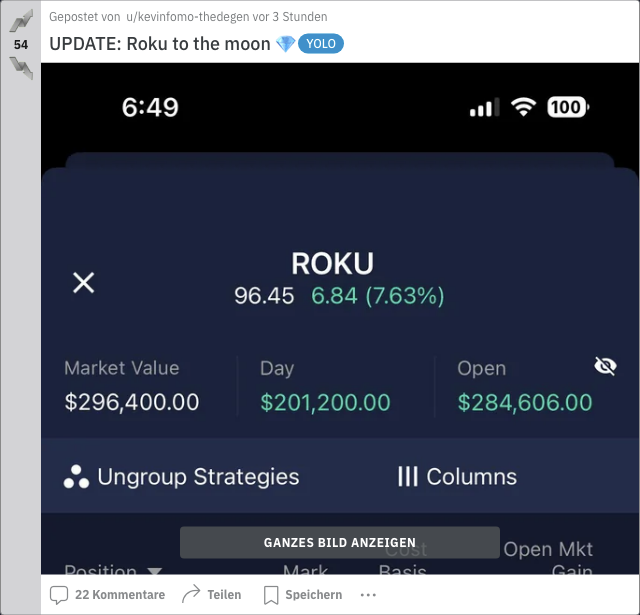 Gepostet von u/kevinfomo-thedegen vor 3 Stunden
54
UPDATE: Roku to the moon 💎 YOLO
6:49
100
ROKU
96.45 6.84 (7.63%)
Market Value Day Open
$296,400.00 $201,200.00 $284,606.00
Ungroup Strategies Columns
GANZES BILD ANZEIGEN
Cost Open Mkt
Position Mark Basis Gain
22 Kommentare Teilen Speichern